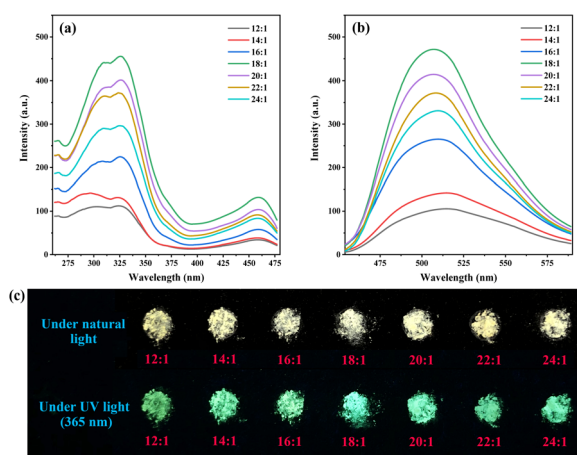 (a)
12:1
14:1
16:1
18:1
20:1
22:1
24:1
500
400
300
200
100
0
Intensity (a.u.)
275 300 325 350 375 400 425 450 475
Wavelength (nm)
(b)
12:1
14:1
16:1
18:1
20:1
22:1
24:1
500
400
300
200
100
0
Intensity (a.u.)
475 500 525 550 575
Wavelength (nm)
(c)
Under natural
light
12:1 14:1 16:1 18:1 20:1 22:1 24:1
Under UV light
(365 nm)
12:1 14:1 16:1 18:1 20:1 22:1 24:1